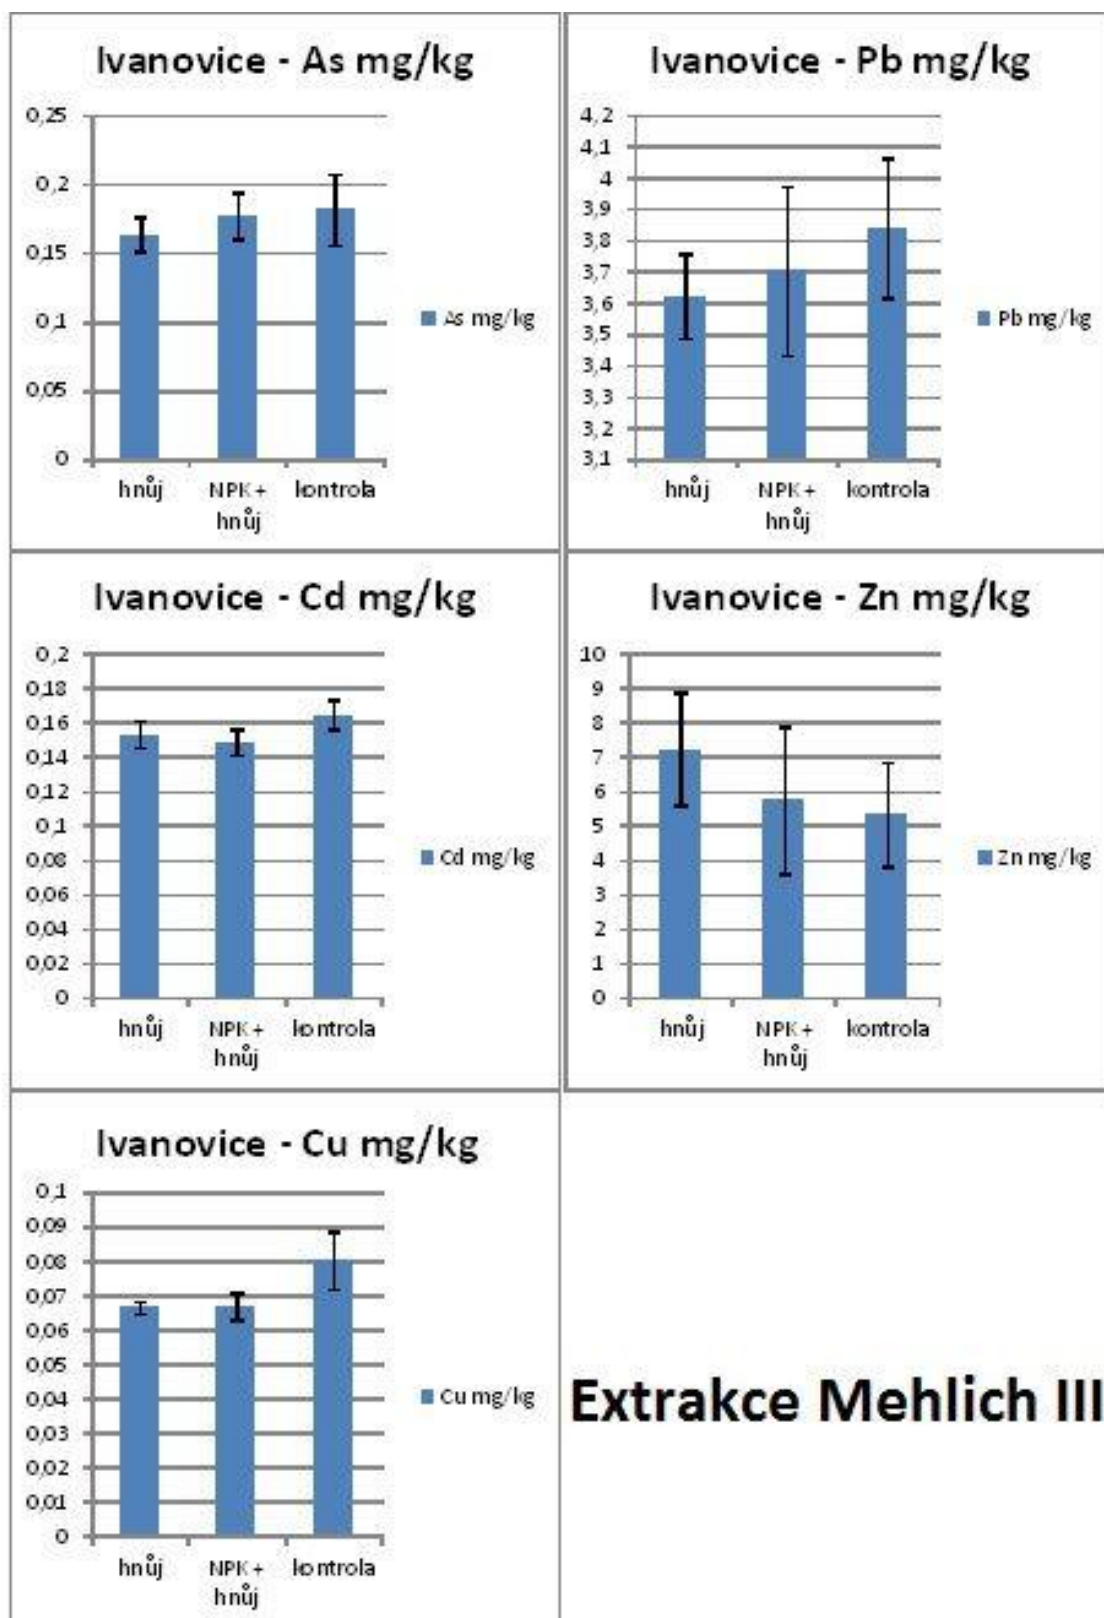 Ivanovice - As mg/kg
0,25
0,2
0,15
0,1
0,05
0
hnůj
NPK +
hnůj
kontrola
As mg/kg
Ivanovice - Pb mg/kg
4,2
4,1
4
3,9
3,8
3,7
3,6
3,5
3,4
3,3
3,2
3,1
hnůj
NPK +
hnůj
kontrola
Pb mg/kg
Ivanovice - Cd mg/kg
0,2
0,18
0,16
0,14
0,12
0,1
0,08
0,06
0,04
0,02
0
hnůj
NPK +
hnůj
kontrola
Cd mg/kg
Ivanovice - Zn mg/kg
10
9
8
7
6
5
4
3
2
1
0
hnůj
NPK +
hnůj
kontrola
Zn mg/kg
Ivanovice - Cu mg/kg
0,1
0,09
0,08
0,07
0,06
0,05
0,04
0,03
0,02
0,01
0
hnůj
NPK +
hnůj
kontrola
Cu mg/kg
Extrakce Mehlich III